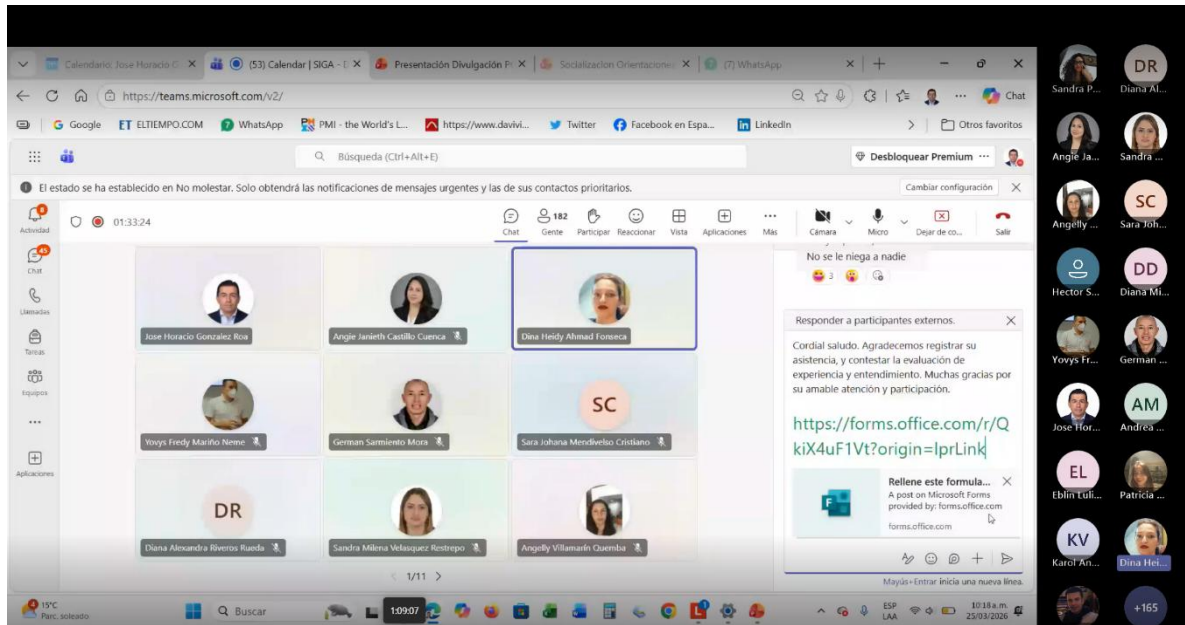 Calendario: Jose Horacio G
(53) Calendar | SIGA - E
Presentación Divulgación P
Socializacion Orientacione
(7) WhatsApp
https://teams.microsoft.com/v2/
Chat
Google
ET ELTIEMPO.COM
WhatsApp
PMI - the World's L...
https://www.davivi...
Twitter
Facebook en Espa...
LinkedIn
Otros favoritos
Búsqueda (Ctrl+Alt+E)
Desbloquear Premium ···
El estado se ha establecido en No molestar. Solo obtendrá las notificaciones de mensajes urgentes y las de sus contactos prioritarios.
Cambiar configuración
01:33:24
Chat
182
Gente
Participar
Reaccionar
Vista
Aplicaciones
Más
Cámara
Micro
Dejar de co...
Salir
8
Actividad
45
Chat
Llamadas
Tareas
Equipos
Aplicaciones
Jose Horacio Gonzalez Roa
Angie Janieth Castillo Cuenca
Dina Heidy Ahmad Fonseca
Yovys Fredy Mariño Neme
German Sarmiento Mora
SC
Sara Johana Mendivelso Cristiano
DR
Diana Alexandra Riveros Rueda
Sandra Milena Velasquez Restrepo
Angelly Villamarín Quemba
1/11
No se le niega a nadie
3
Responder a participantes externos.
Cordial saludo. Agradecemos registrar su
asistencia, y contestar la evaluación de
experiencia y entendimiento. Muchas gracias por
su amable atención y participación.
https://forms.office.com/r/Q
kiX4uF1Vt?origin=lprLink
Rellene este formula...
A post on Microsoft Forms
provided by: forms.office.com
forms.office.com
Mayús+Entrar inicia una nueva línea.
15°C
Parc. soleado
Buscar
1:09:07
ESP
LAA
10:18 a.m.
25/03/2026
Sandra P...
DR
Diana Al...
Angie Ja...
Sandra ...
Angelly ...
SC
Sara Joh...
Hector S...
DD
Diana Mi...
Yovys Fr...
German ...
Jose Hor...
AM
Andrea ...
EL
Eblin Luli...
Patricia ...
KV
Karol An...
Dina Hei...
+165